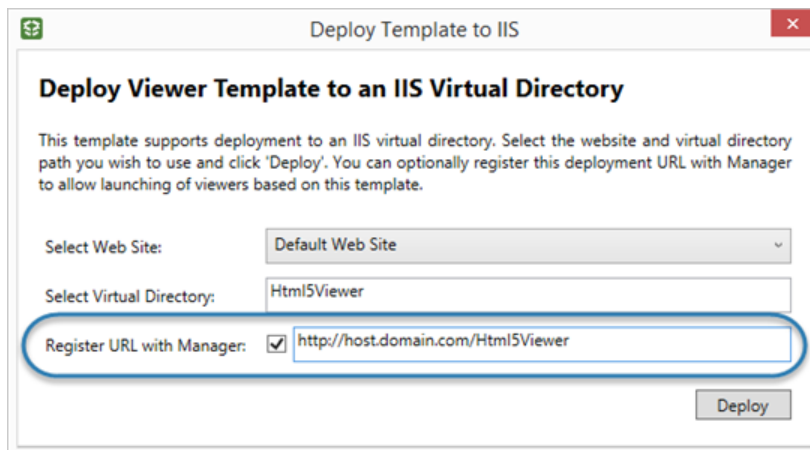 Deploy Template to IIS
Deploy Viewer Template to an IIS Virtual Directory
This template supports deployment to an IIS virtual directory. Select the website and virtual directory
path you wish to use and click 'Deploy'. You can optionally register this deployment URL with Manager
to allow launching of viewers based on this template.
Select Web Site: Default Web Site
Select Virtual Directory: Html5Viewer
Register URL with Manager: http://host.domain.com/Html5Viewer
Deploy